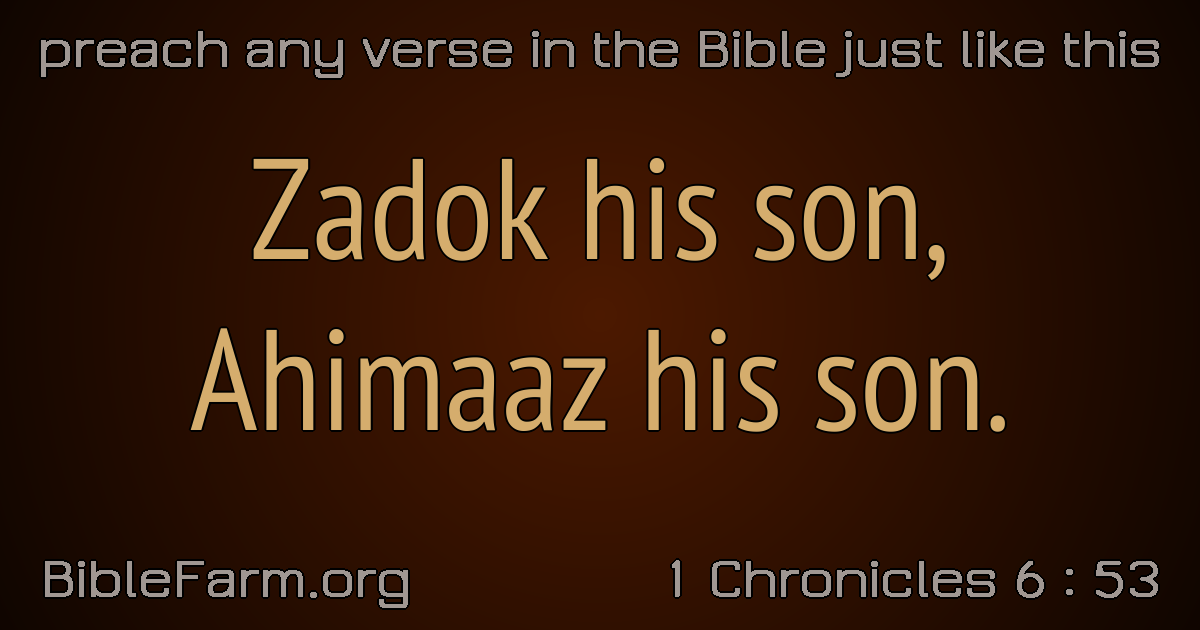 preach any verse in the Bible just like this
Zadok his son,
Ahimaaz his son.
BibleFarm.org
1 Chronicles 6 : 53